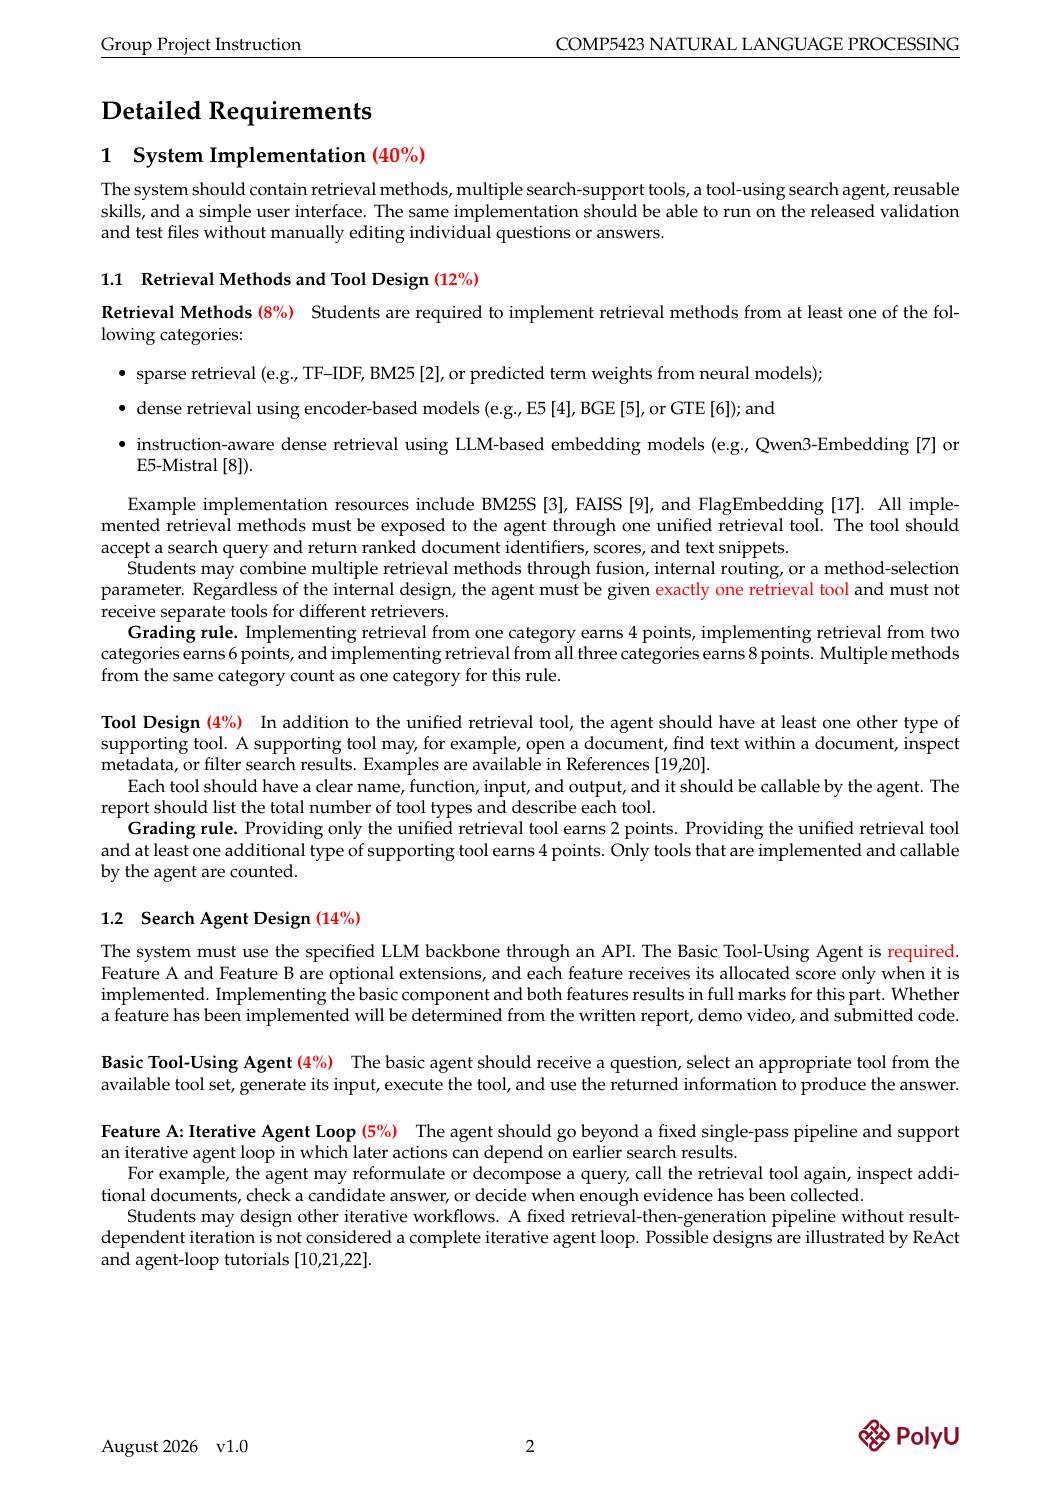 Group Project Instruction COMP5423 NATURAL LANGUAGE PROCESSING
Detailed Requirements
1 System Implementation (40%)
The system should contain retrieval methods, multiple search-support tools, a tool-using search agent, reusable
skills, and a simple user interface. The same implementation should be able to run on the released validation
and test files without manually editing individual questions or answers.
1.1 Retrieval Methods and Tool Design (12%)
Retrieval Methods (8%) Students are required to implement retrieval methods from at least one of the fol-
lowing categories:
• sparse retrieval (e.g., TF–IDF, BM25 [2], or predicted term weights from neural models);
• dense retrieval using encoder-based models (e.g., E5 [4], BGE [5], or GTE [6]); and
• instruction-aware dense retrieval using LLM-based embedding models (e.g., Qwen3-Embedding [7] or
E5-Mistral [8]).
Example implementation resources include BM25S [3], FAISS [9], and FlagEmbedding [17]. All imple-
mented retrieval methods must be exposed to the agent through one unified retrieval tool. The tool should
accept a search query and return ranked document identifiers, scores, and text snippets.
Students may combine multiple retrieval methods through fusion, internal routing, or a method-selection
parameter. Regardless of the internal design, the agent must be given exactly one retrieval tool and must not
receive separate tools for different retrievers.
Grading rule. Implementing retrieval from one category earns 4 points, implementing retrieval from two
categories earns 6 points, and implementing retrieval from all three categories earns 8 points. Multiple methods
from the same category count as one category for this rule.
Tool Design (4%) In addition to the unified retrieval tool, the agent should have at least one other type of
supporting tool. A supporting tool may, for example, open a document, find text within a document, inspect
metadata, or filter search results. Examples are available in References [19,20].
Each tool should have a clear name, function, input, and output, and it should be callable by the agent. The
report should list the total number of tool types and describe each tool.
Grading rule. Providing only the unified retrieval tool earns 2 points. Providing the unified retrieval tool
and at least one additional type of supporting tool earns 4 points. Only tools that are implemented and callable
by the agent are counted.
1.2 Search Agent Design (14%)
The system must use the specified LLM backbone through an API. The Basic Tool-Using Agent is required.
Feature A and Feature B are optional extensions, and each feature receives its allocated score only when it is
implemented. Implementing the basic component and both features results in full marks for this part. Whether
a feature has been implemented will be determined from the written report, demo video, and submitted code.
Basic Tool-Using Agent (4%) The basic agent should receive a question, select an appropriate tool from the
available tool set, generate its input, execute the tool, and use the returned information to produce the answer.
Feature A: Iterative Agent Loop (5%) The agent should go beyond a fixed single-pass pipeline and support
an iterative agent loop in which later actions can depend on earlier search results.
For example, the agent may reformulate or decompose a query, call the retrieval tool again, inspect addi-
tional documents, check a candidate answer, or decide when enough evidence has been collected.
Students may design other iterative workflows. A fixed retrieval-then-generation pipeline without result-
dependent iteration is not considered a complete iterative agent loop. Possible designs are illustrated by ReAct
and agent-loop tutorials [10,21,22].
August 2026 v1.0 2 PolyU